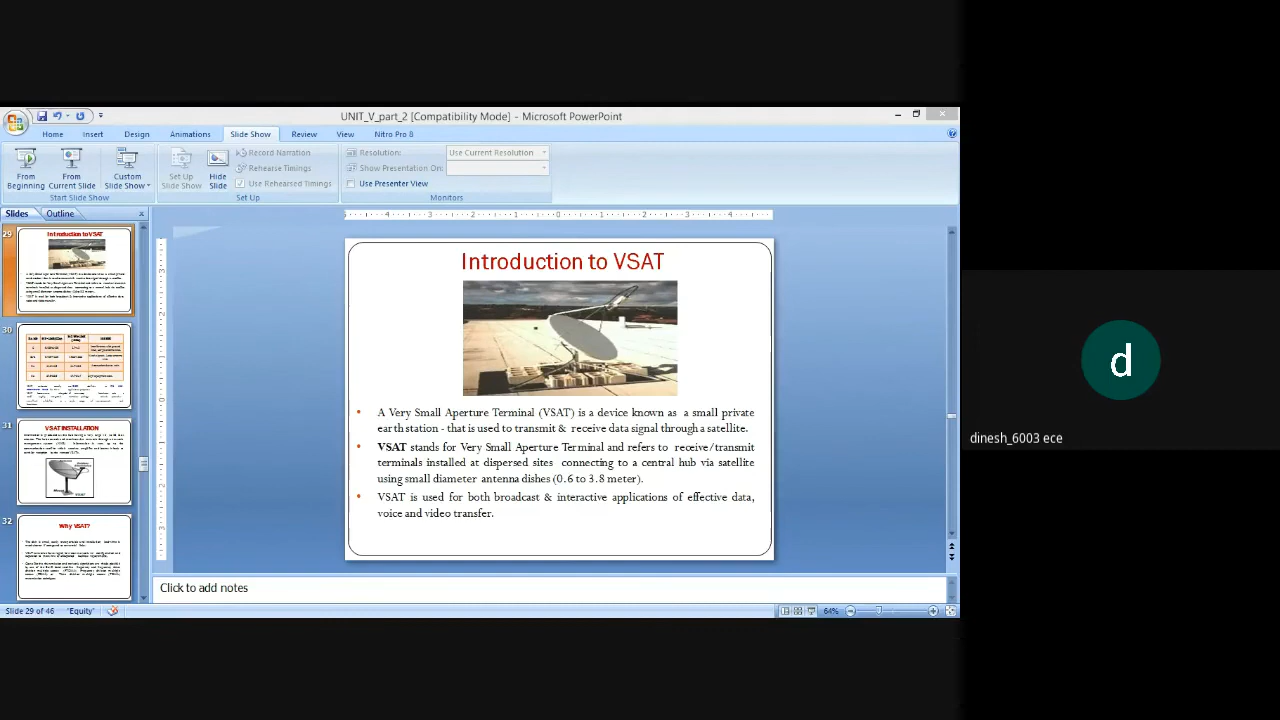 UNIT_V_part_2 [Compatibility Mode] - Microsoft PowerPoint
Home Insert Design Animations Slide Show Review View Nitro Pro 8
From Beginning
From Current Slide
Custom Slide Show
Set Up Slide Show
Hide Slide
Record Narration
Rehearse Timings
Use Rehearsed Timings
Resolution: Use Current Resolution
Show Presentation On:
Use Presenter View
Start Slide Show Set Up Monitors
Slides Outline
29
Introduction to VSAT
30
31
VSAT INSTALLATION
32
Why VSAT?
Introduction to VSAT
• A Very Small Aperture Terminal (VSAT) is a device known as a small private
earth station - that is used to transmit & receive data signal through a satellite.
• VSAT stands for Very Small Aperture Terminal and refers to receive/transmit
terminals installed at dispersed sites connecting to a central hub via satellite
using small diameter antenna dishes (0.6 to 3.8 meter).
• VSAT is used for both broadcast & interactive applications of effective data,
voice and video transfer.
Click to add notes
Slide 29 of 46 "Equity" 64%
d
dinesh_6003 ece